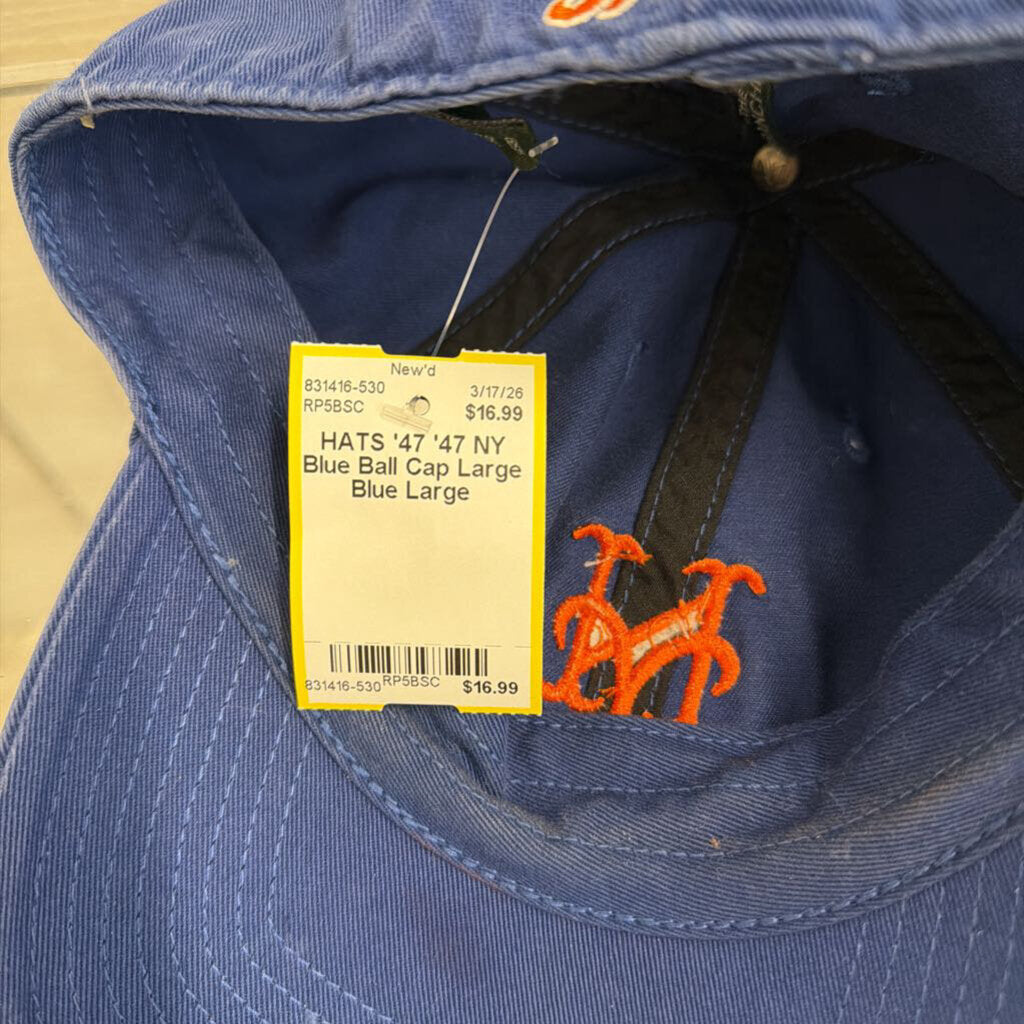 New'd
831416-530 3/17/26
RP5BSC $16.99
HATS '47 '47 NY
Blue Ball Cap Large
Blue Large
831416-530 RP5BSC $16.99
NY